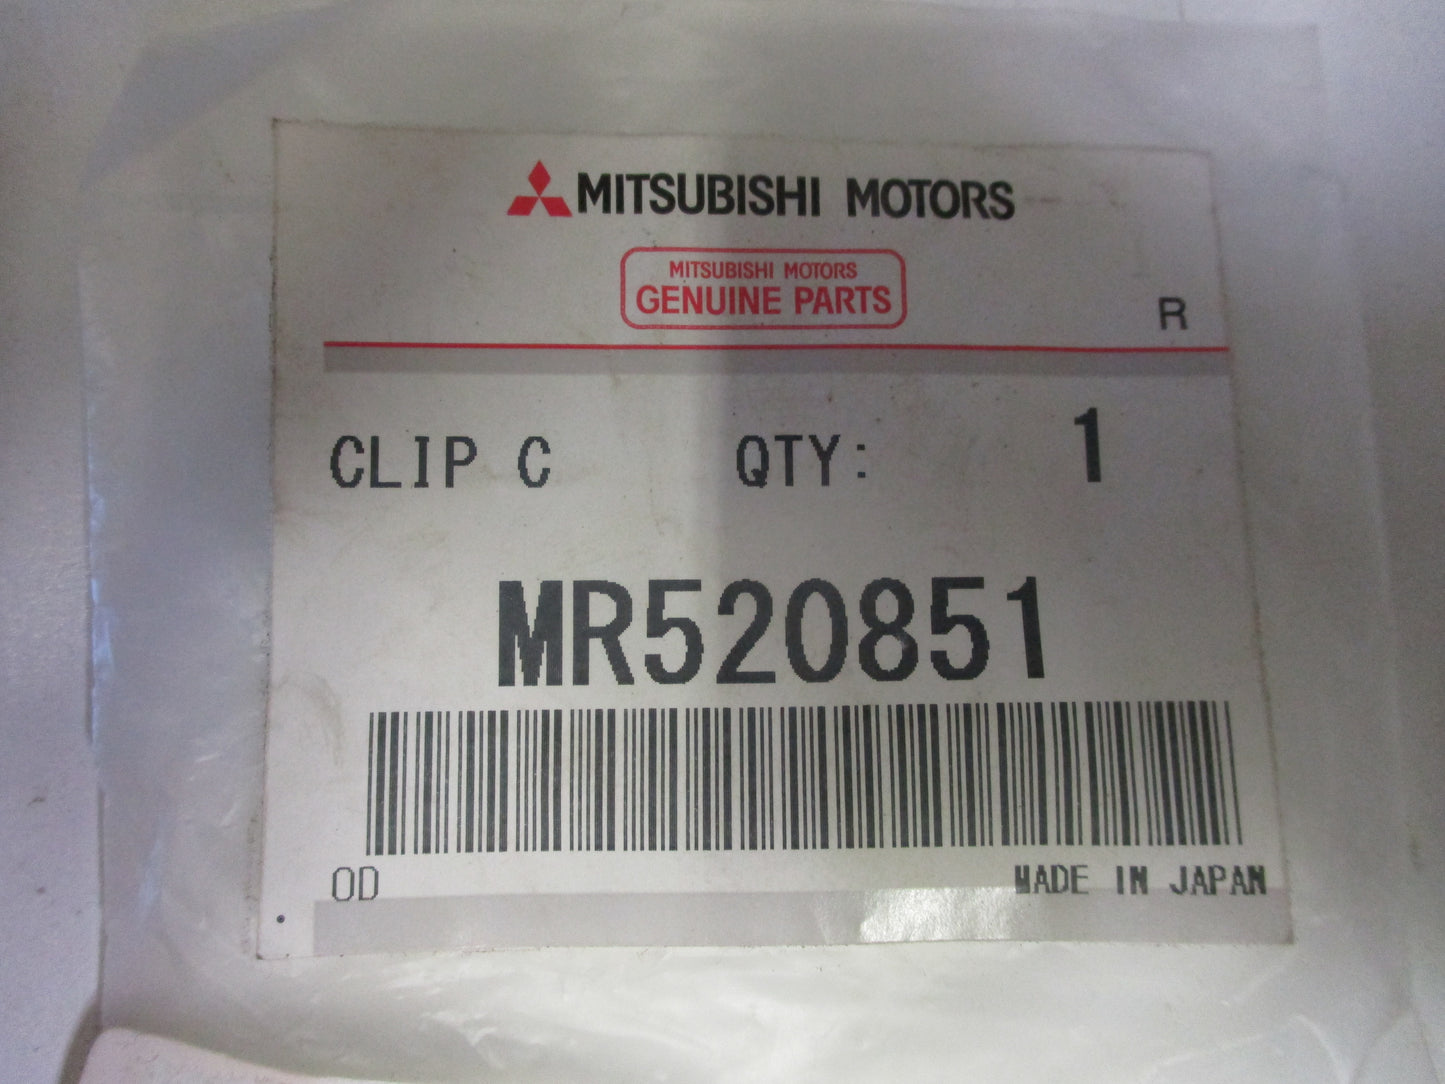 MITSUBISHI MOTORS
MITSUBISHI MOTORS
GENUINE PARTS
R
CLIP C QTY: 1
MR520851
OD MADE IN JAPAN